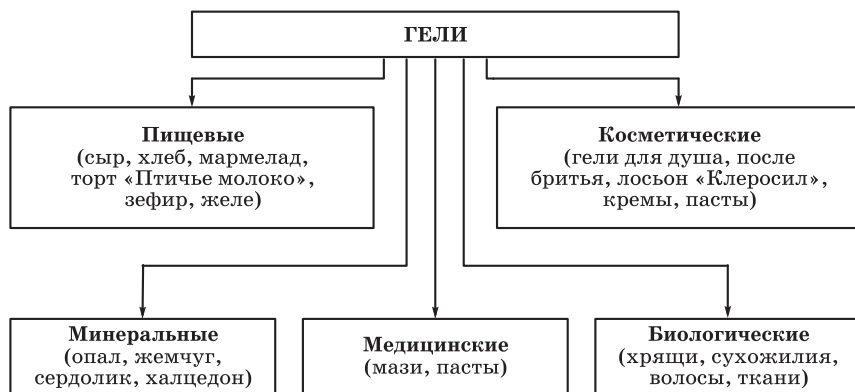 ГЕЛИ
Пищевые
(сыр, хлеб, мармелад,
торт «Птичье молоко»,
зефир, желе)
Косметические
(гели для душа, после
бритья, лосьон «Клеросил»,
кремы, пасты)
Минеральные
(опал, жемчуг,
сердолик, халцедон)
Медицинские
(мази, пасты)
Биологические
(хрящи, сухожилия,
волосы, ткани)